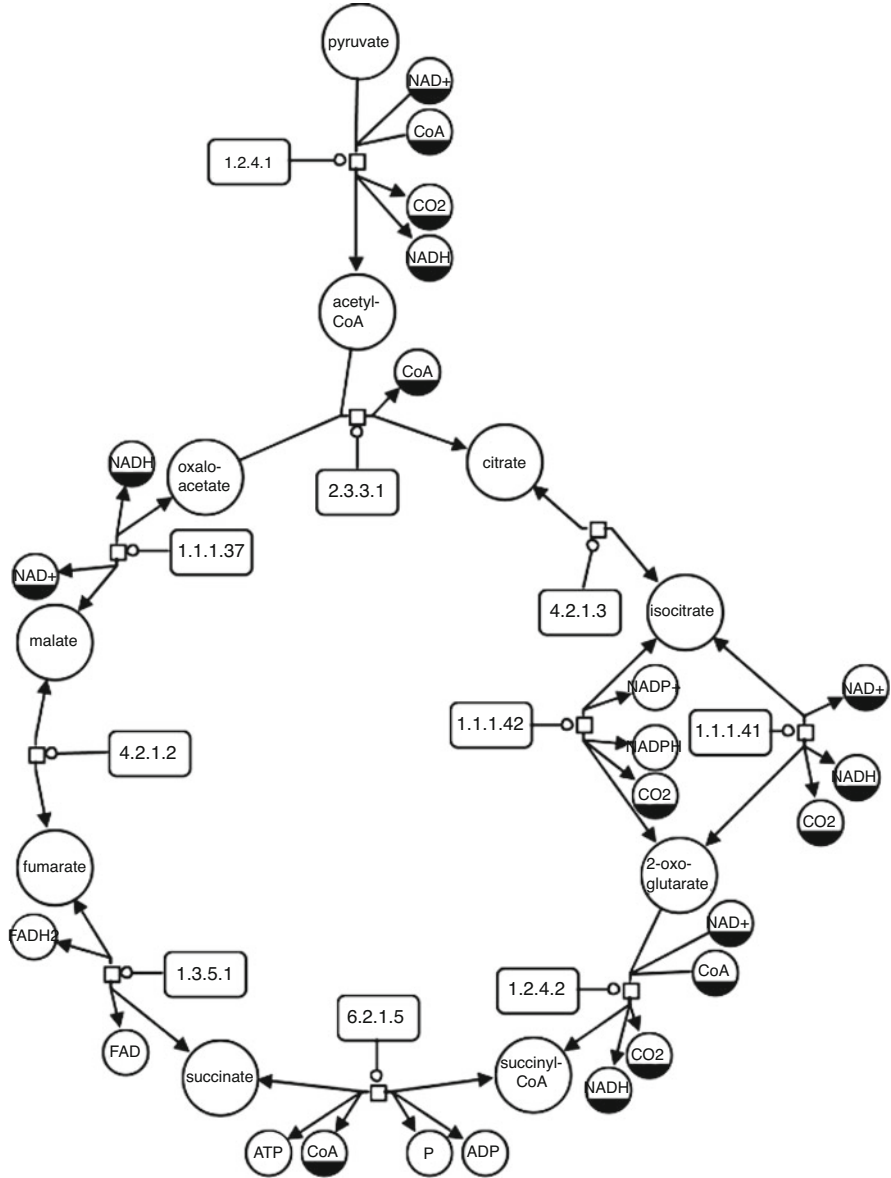 pyruvate
NAD+
CoA
1.2.4.1
CO2
NADH
acetyl-
CoA
CoA
NADH
oxalo-
acetate
citrate
2.3.3.1
1.1.1.37
NAD+
4.2.1.3
isocitrate
malate
NADP+
NAD+
1.1.1.42
1.1.1.41
4.2.1.2
NADPH
NADH
CO2
CO2
fumarate
2-oxo-
glutarate
FADH2
NAD+
1.3.5.1
CoA
1.2.4.2
6.2.1.5
FAD
CO2
succinate
succinyl-
CoA
NADH
ATP
CoA
P
ADP